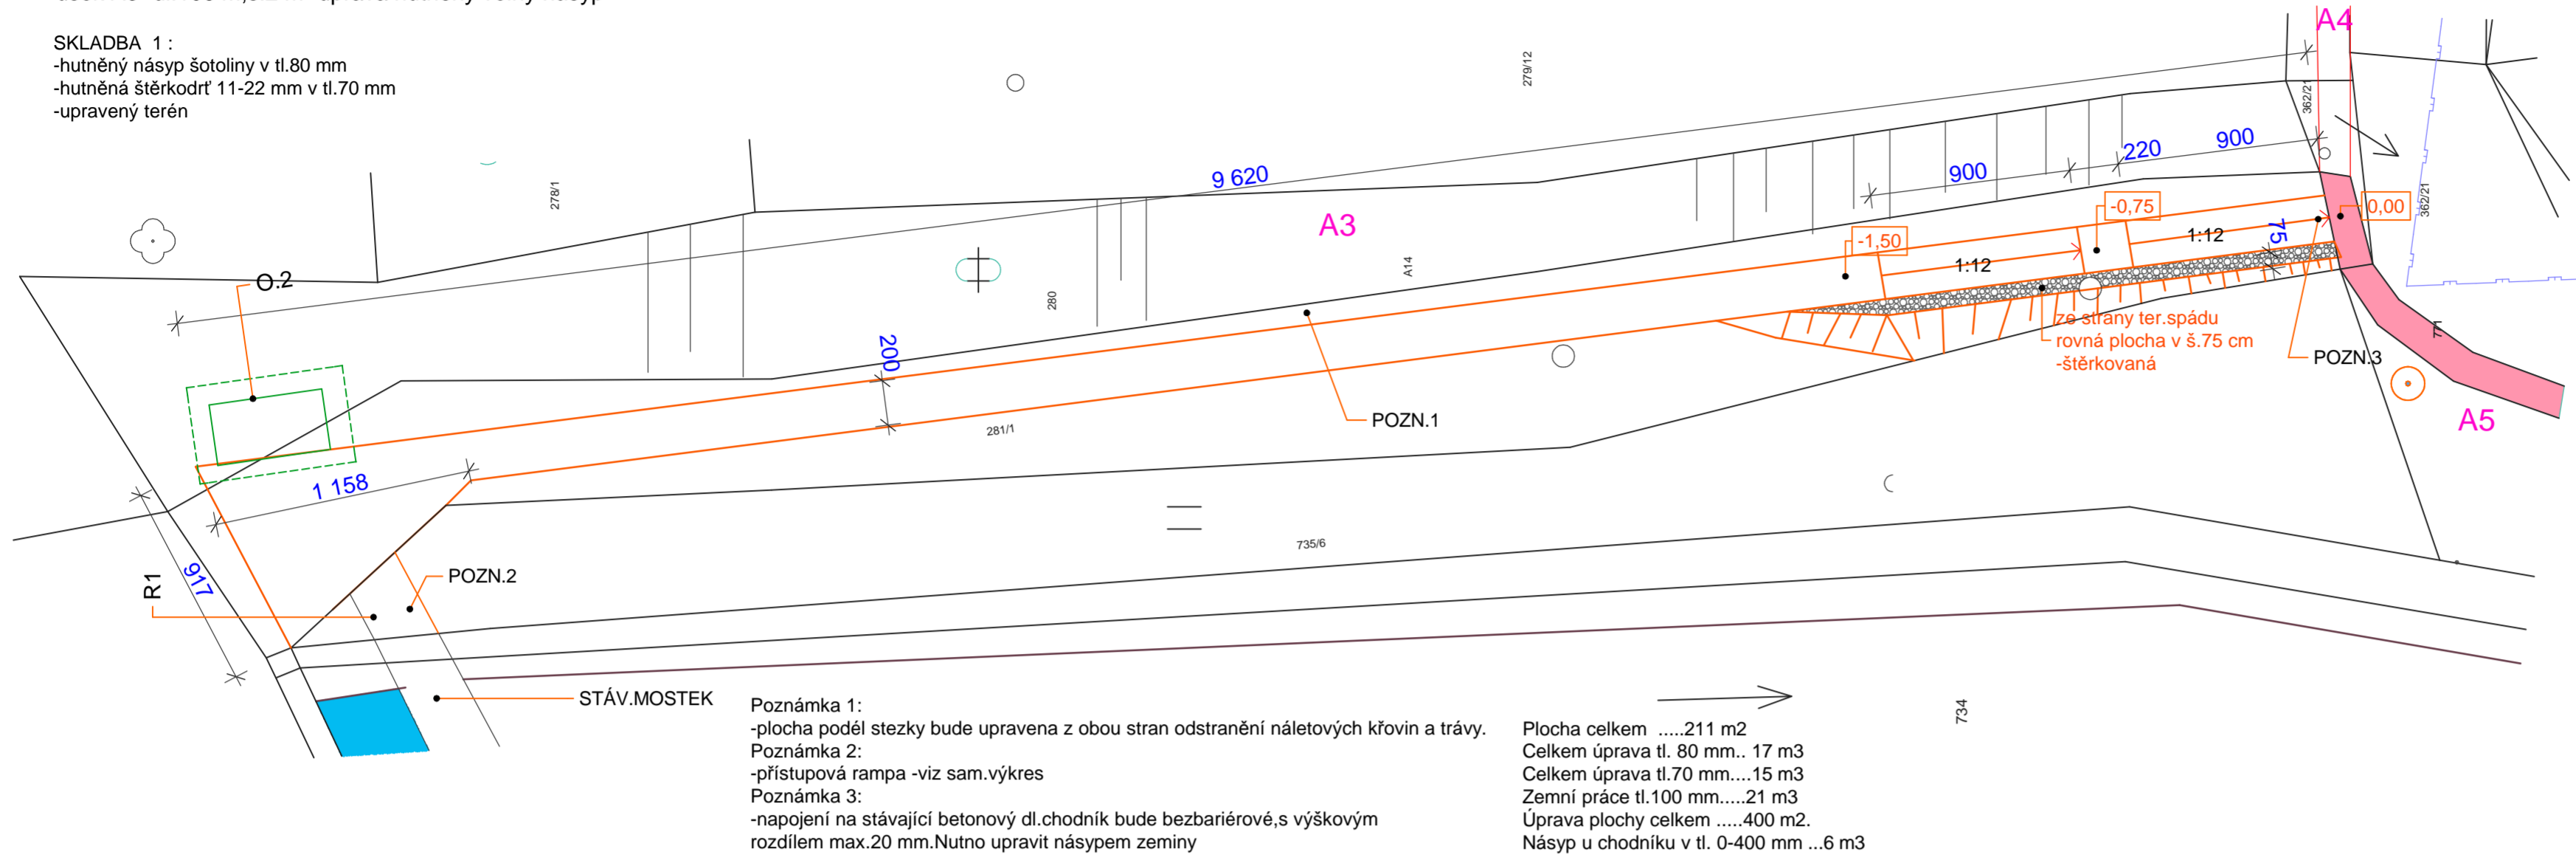 SKLADBA  1 :
-hutněný násyp šotoliny v tl.80 mm
-hutněná štěrkodrť 11-22 mm v tl.70 mm
-upravený terén
278/1
279/12
A4
362/21
9 620
900
220
900
A3
-0,75
0,00
362/21
-1,50
1:12
75
1:12
O.2
280
A14
200
ze strany ter.spádu
rovná plocha v š.75 cm
-štěrkovaná
POZN.3
POZN.1
A5
281/1
1 158
735/6
917
R1
POZN.2
STÁV.MOSTEK
734
Poznámka 1:
-plocha podél stezky bude upravena z obou stran odstranění náletových křovin a trávy.
Poznámka 2:
-přístupová rampa -viz sam.výkres
Poznámka 3:
-napojení na stávající betonový dl.chodník bude bezbariérové,s výškovým
rozdílem max.20 mm.Nutno upravit násypem zeminy
Plocha celkem  .....211 m2
Celkem úprava tl. 80 mm.. 17 m3
Celkem úprava tl.70 mm....15 m3
Zemní práce tl.100 mm.....21 m3
Úprava plochy celkem .....400 m2.
Násyp u chodníku v tl. 0-400 mm ...6 m3